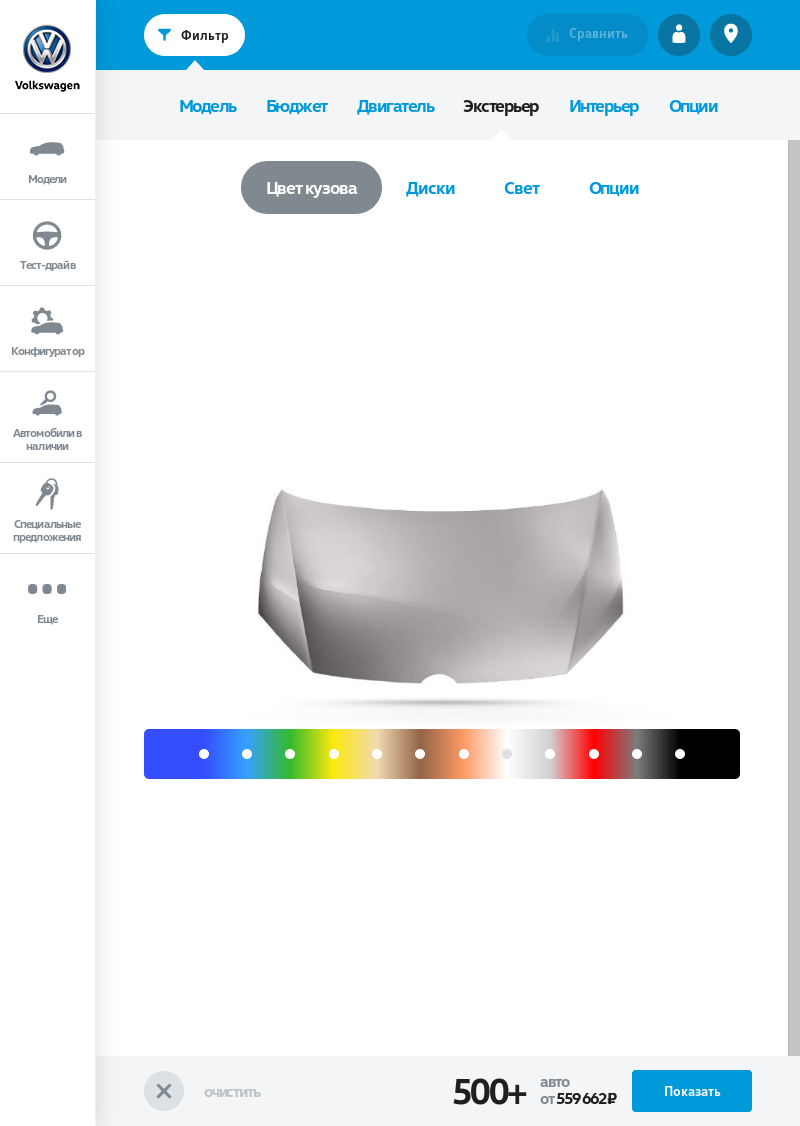 Фильтр
Сравнить
Volkswagen
Модель Бюджет Двигатель Экстерьер Интерьер Опции
Цвет кузова Диски Свет Опции
Модели
Тест-драйв
Конфигуратор
Автомобили в
наличии
Специальные
предложения
Еще
ОЧИСТИТЬ
500+
авто
от 559 662 ₽
Показать